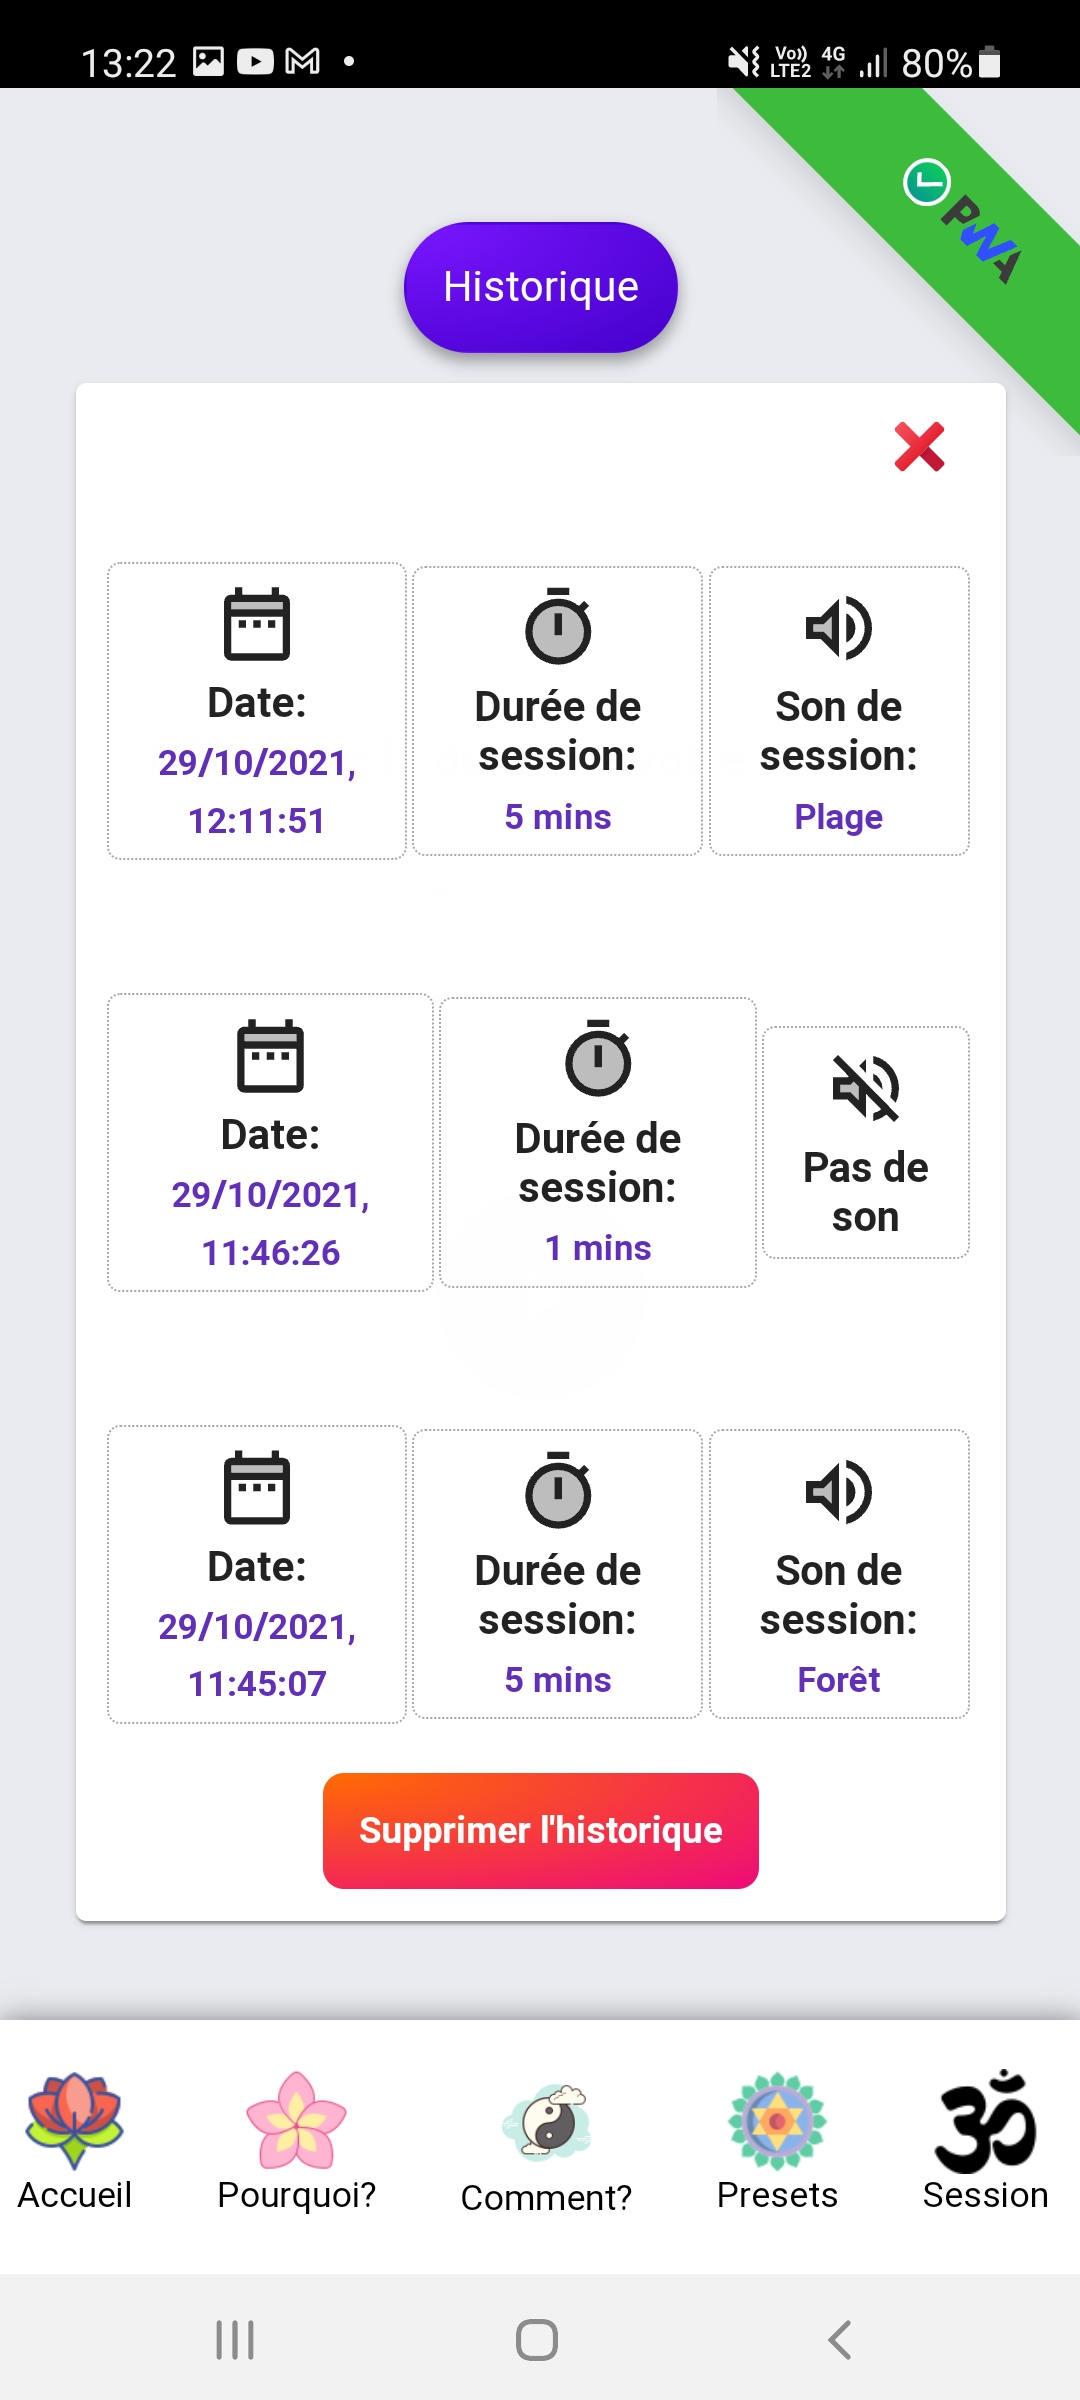 13:22
Vo)) LTE2 4G 80%
PWA
Historique
Date:
29/10/2021,
12:11:51
Durée de
session:
5 mins
Son de
session:
Plage
Date:
29/10/2021,
11:46:26
Durée de
session:
1 mins
Pas de
son
Date:
29/10/2021,
11:45:07
Durée de
session:
5 mins
Son de
session:
Forêt
Supprimer l'historique
Accueil
Pourquoi?
Comment?
Presets
Session